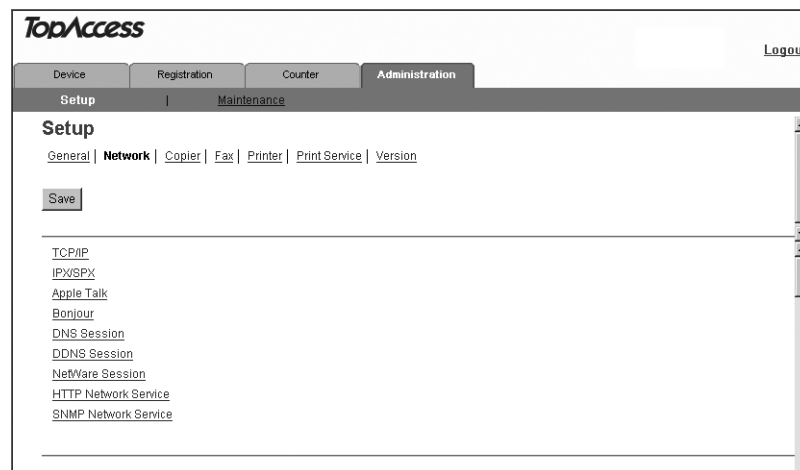 TopAccess
Logou
Device Registration Counter Administration
Setup | Maintenance
Setup
General | Network | Copier | Fax | Printer | Print Service | Version
Save
TCP/IP
IPX/SPX
Apple Talk
Bonjour
DNS Session
DDNS Session
NetWare Session
HTTP Network Service
SNMP Network Service